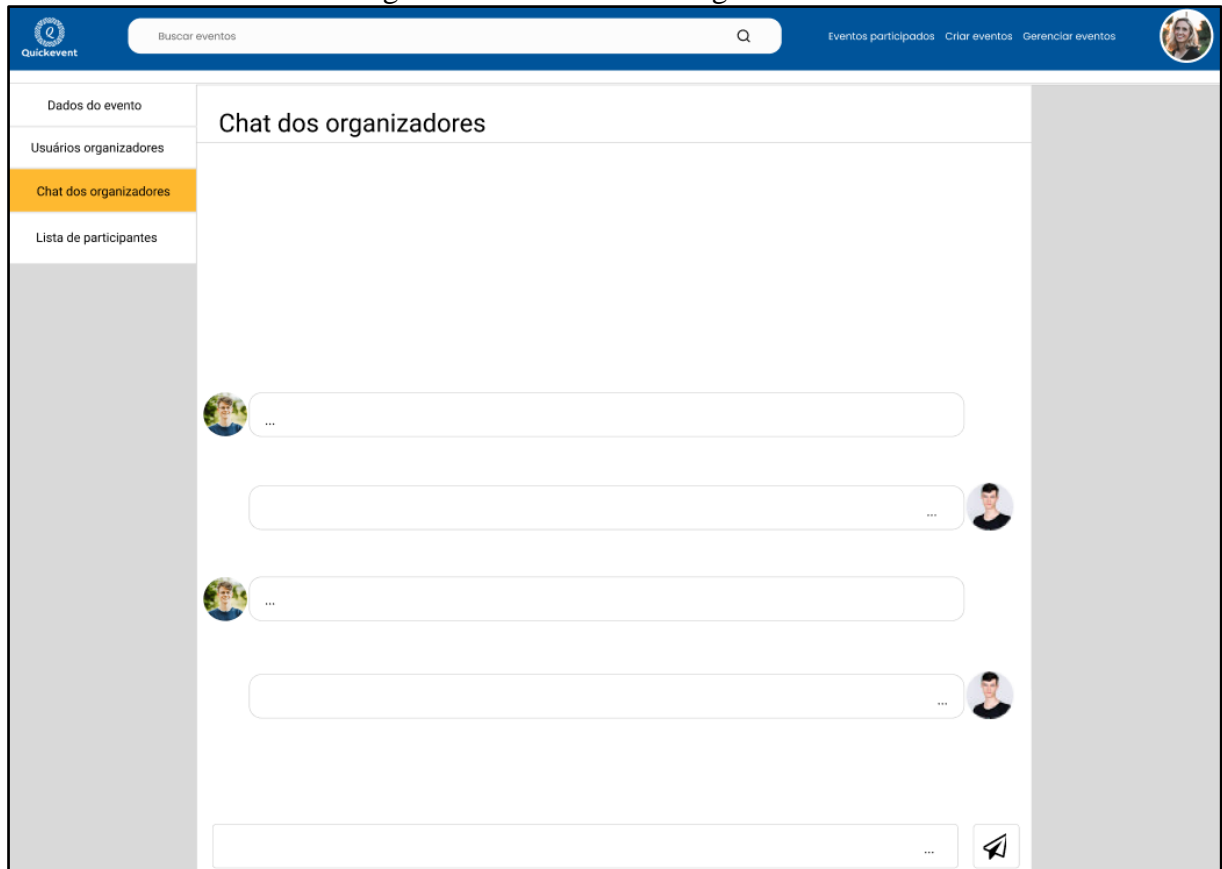 Quickevent
Buscar eventos
Eventos participados Criar eventos Gerenciar eventos
Dados do evento
Usuários organizadores
Chat dos organizadores
Lista de participantes
Chat dos organizadores
...
...
...
...
...